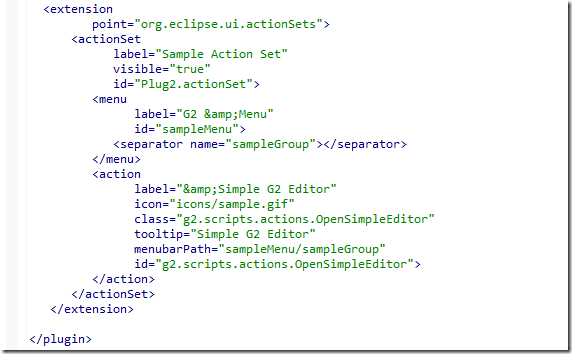 <extension
point="org.eclipse.ui.actionSets">
<actionSet
label="Sample Action Set"
visible="true"
id="Plug2.actionSet">
<menu
label="G2 &amp;Menu"
id="sampleMenu">
<separator name="sampleGroup"></separator>
</menu>
<action
label="&amp;Simple G2 Editor"
icon="icons/sample.gif"
class="g2.scripts.actions.OpenSimpleEditor"
tooltip="Simple G2 Editor"
menubarPath="sampleMenu/sampleGroup"
id="g2.scripts.actions.OpenSimpleEditor">
</action>
</actionSet>
</extension>
</plugin>